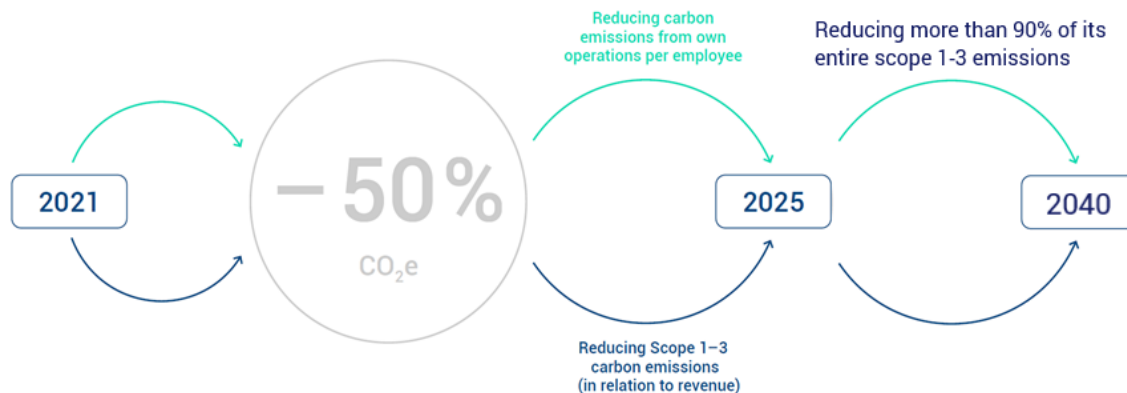 Reducing carbon
emissions from own
operations per employee
Reducing more than 90% of its
entire scope 1-3 emissions
2021
– 50%
CO₂e
2025
2040
Reducing Scope 1–3
carbon emissions
(in relation to revenue)